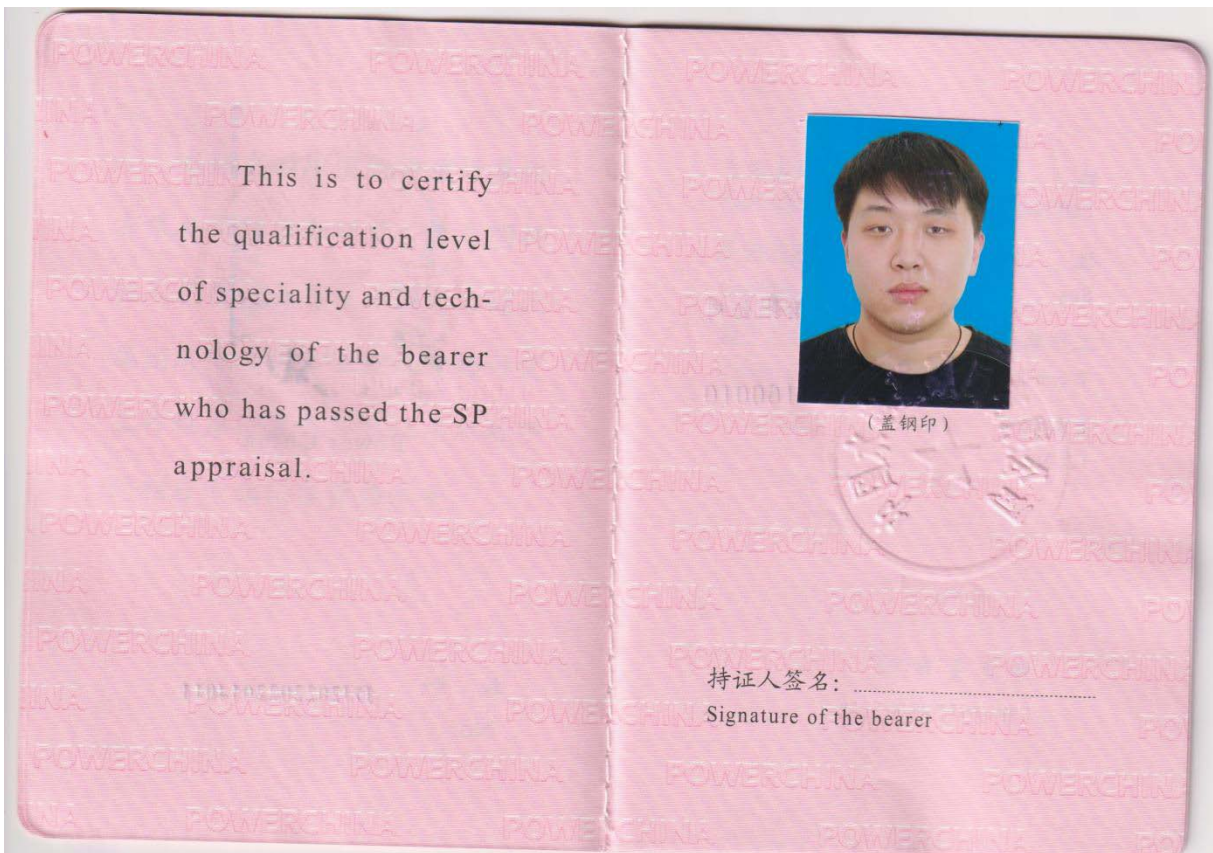 This is to certify
the qualification level
of speciality and tech-
nology of the bearer
who has passed the SP
appraisal.
POWERCHINA
(盖钢印)
持证人签名:
Signature of the bearer